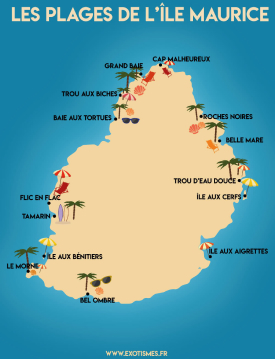 LES PLAGES DE L'ÎLE MAURICE
CAP MALHEUREUX
GRAND BAIE
TROU AUX BICHES
BAIE AUX TORTUES
ROCHES NOIRES
BELLE MARE
TROU D'EAU DOUCE
ÎLE AUX CERFS
FLIC EN FLAC
TAMARIN
ÎLE AUX AIGRETTES
ÎLE AUX BÉNITIERS
LE MORNE
BEL OMBRE
WWW.EXOTISMES.FR